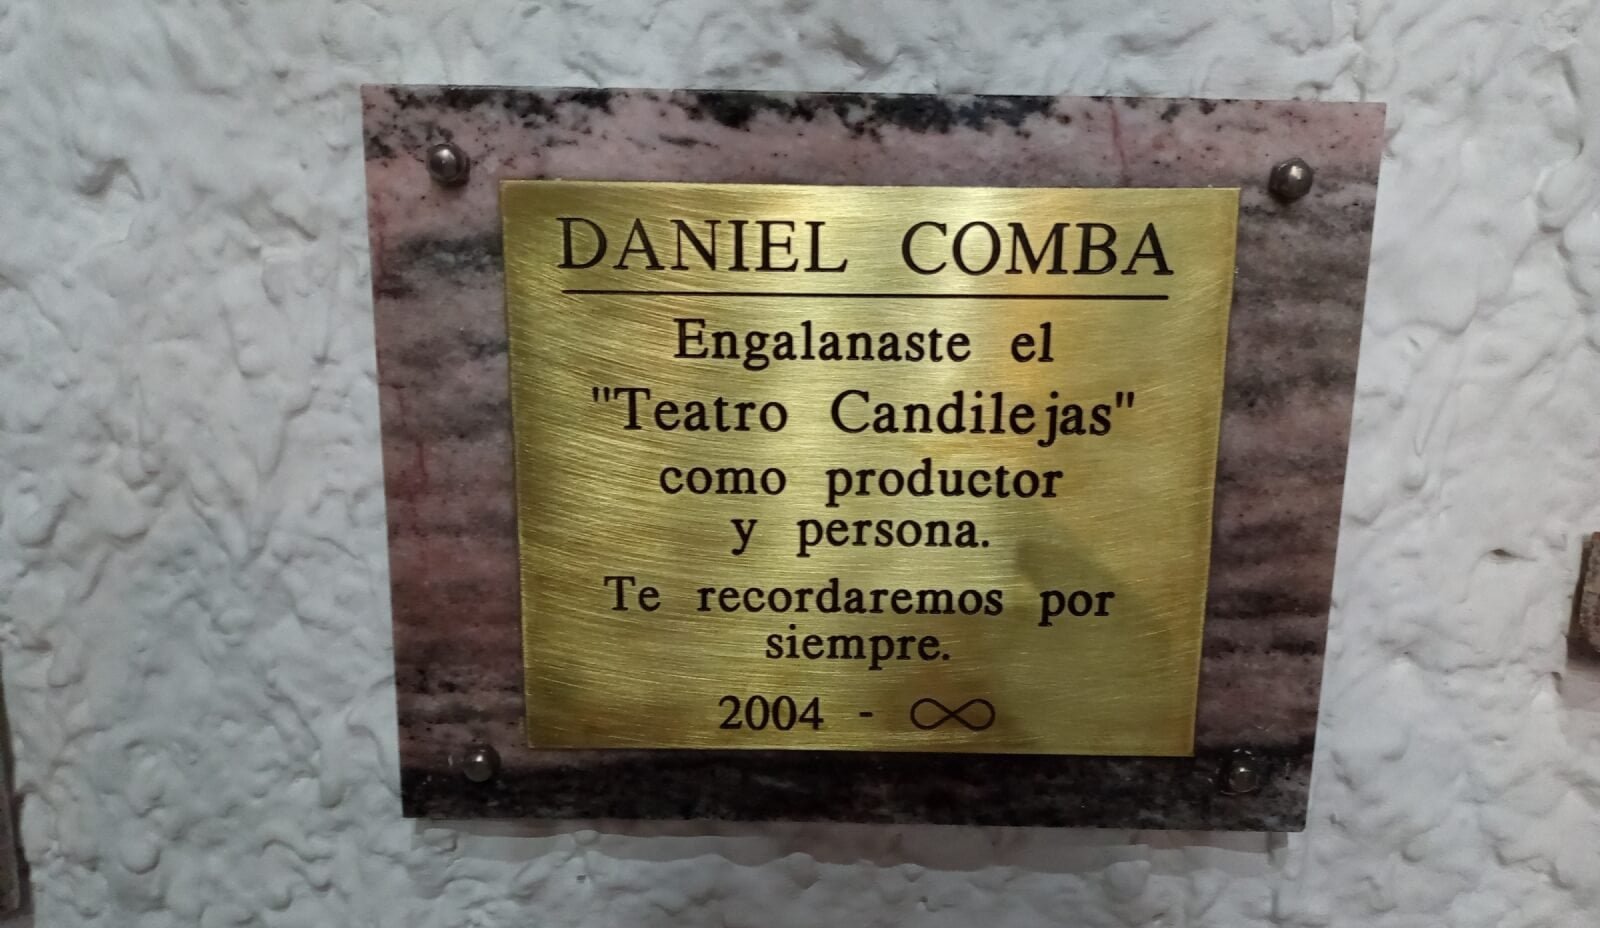 DANIEL COMBA
Engalanaste el
"Teatro Candilejas"
como productor
y persona.
Te recordaremos por
siempre.
2004 - ∞